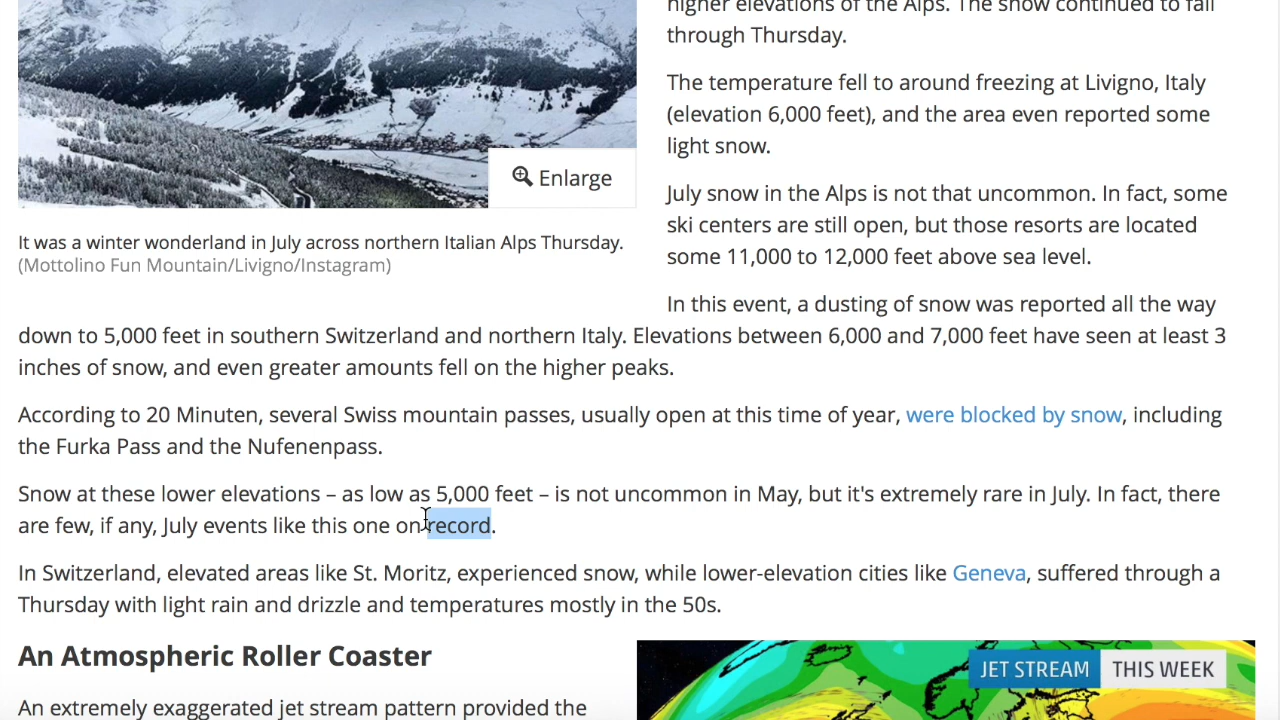 higher elevations of the Alps. The snow continued to fall
through Thursday.
The temperature fell to around freezing at Livigno, Italy
(elevation 6,000 feet), and the area even reported some
light snow.
Enlarge
July snow in the Alps is not that uncommon. In fact, some
ski centers are still open, but those resorts are located
some 11,000 to 12,000 feet above sea level.
It was a winter wonderland in July across northern Italian Alps Thursday.
(Mottolino Fun Mountain/Livigno/Instagram)
In this event, a dusting of snow was reported all the way
down to 5,000 feet in southern Switzerland and northern Italy. Elevations between 6,000 and 7,000 feet have seen at least 3
inches of snow, and even greater amounts fell on the higher peaks.
According to 20 Minuten, several Swiss mountain passes, usually open at this time of year, were blocked by snow, including
the Furka Pass and the Nufenenpass.
Snow at these lower elevations – as low as 5,000 feet – is not uncommon in May, but it's extremely rare in July. In fact, there
are few, if any, July events like this one on record.
In Switzerland, elevated areas like St. Moritz, experienced snow, while lower-elevation cities like Geneva, suffered through a
Thursday with light rain and drizzle and temperatures mostly in the 50s.
An Atmospheric Roller Coaster
An extremely exaggerated jet stream pattern provided the
JET STREAM THIS WEEK